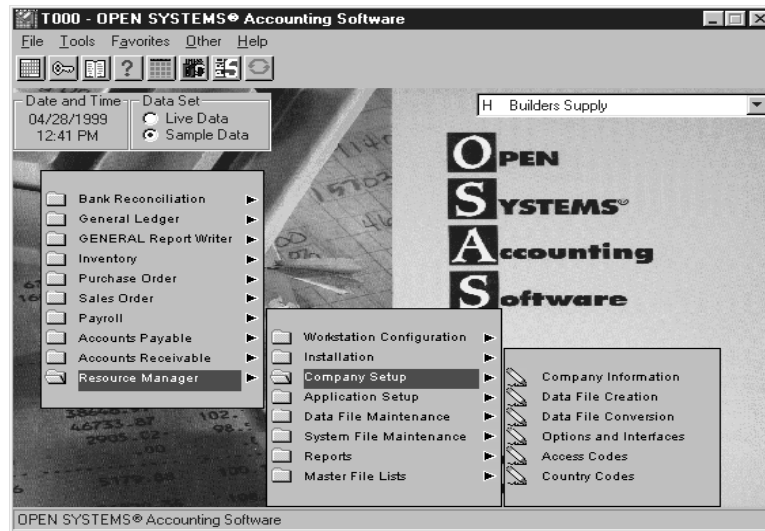 T000 - OPEN SYSTEMS® Accounting Software
File Tools Favorites Other Help
Date and Time
04/28/1999
12:41 PM
Data Set
Live Data
Sample Data
H Builders Supply
OPEN
SYSTEMS®
Accounting
Software
Bank Reconciliation
General Ledger
GENERAL Report Writer
Inventory
Purchase Order
Sales Order
Payroll
Accounts Payable
Accounts Receivable
Resource Manager
Workstation Configuration
Installation
Company Setup
Application Setup
Data File Maintenance
System File Maintenance
Reports
Master File Lists
Company Information
Data File Creation
Data File Conversion
Options and Interfaces
Access Codes
Country Codes
46733.87
OPEN SYSTEMS® Accounting Software